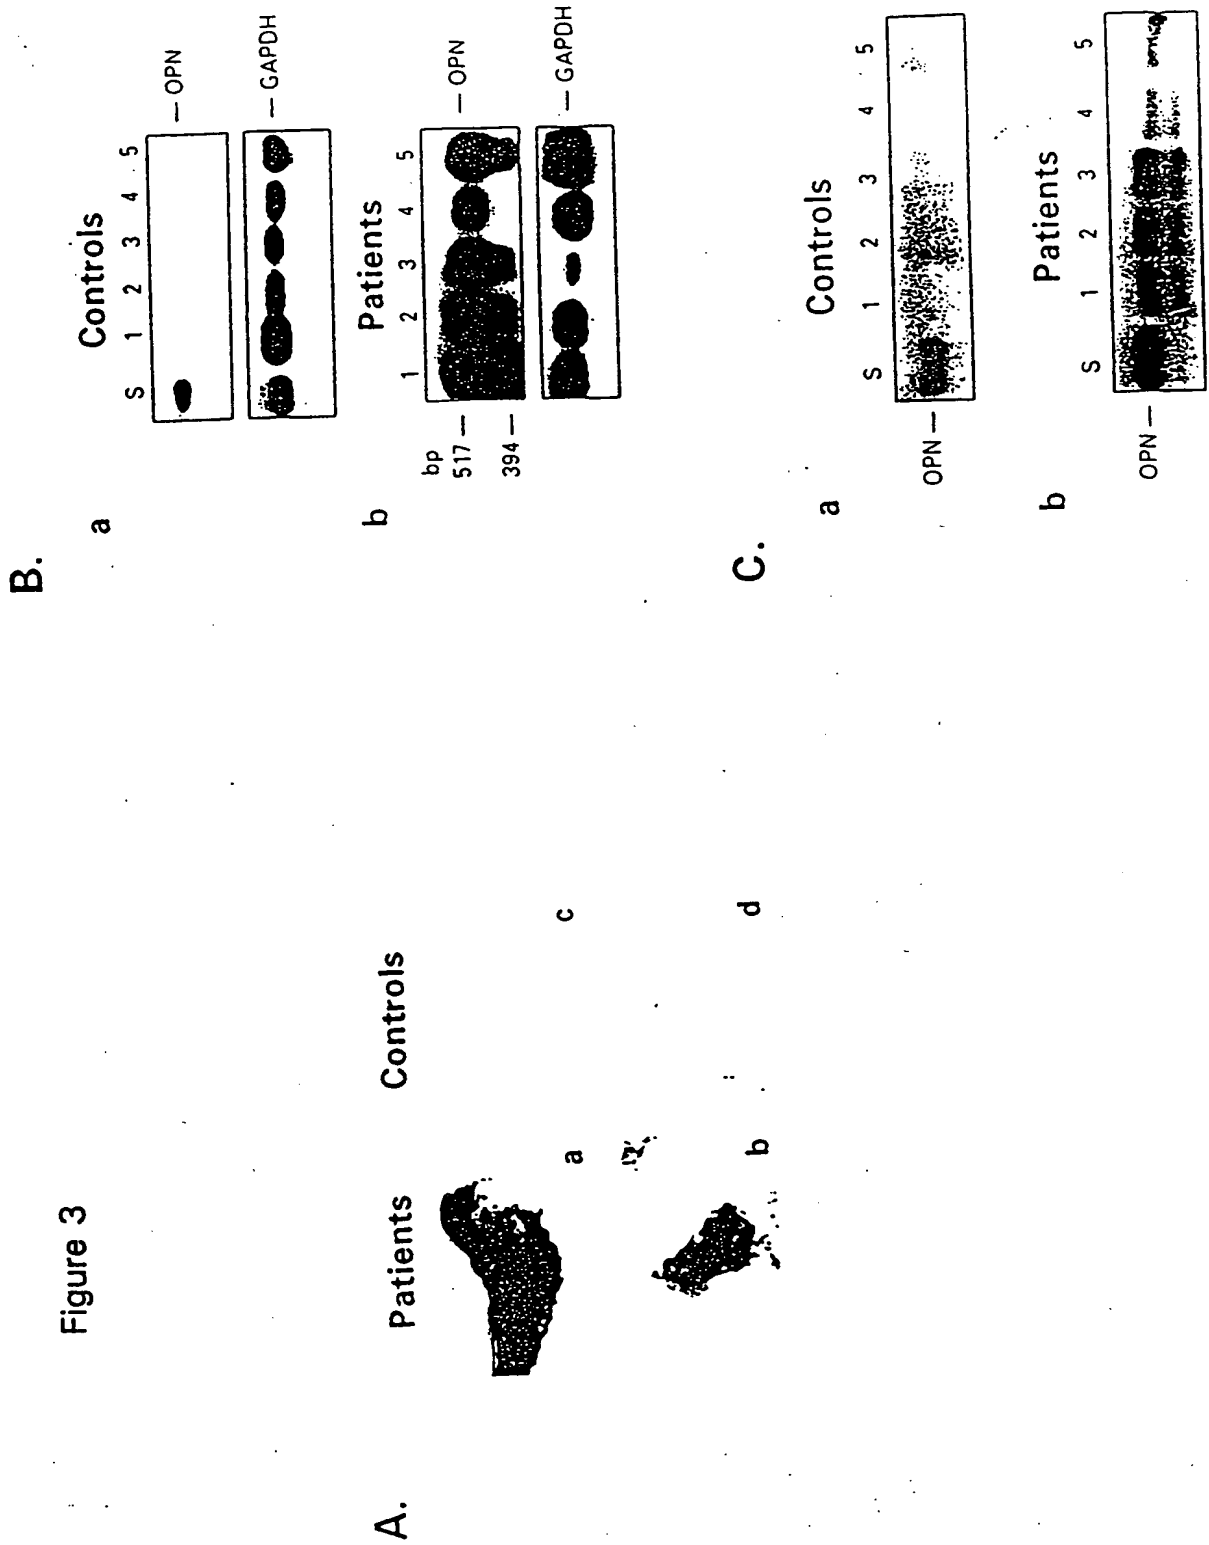 Figure 3
A.
Patients
Controls
a
c
b
d
B.
a
Controls
S 1 2 3 4 5
— OPN
— GAPDH
b
Patients
1 2 3 4 5
bp
517 —
394 —
— OPN
— GAPDH
C.
a
Controls
S 1 2 3 4 5
OPN —
b
Patients
S 1 2 3 4 5
OPN —